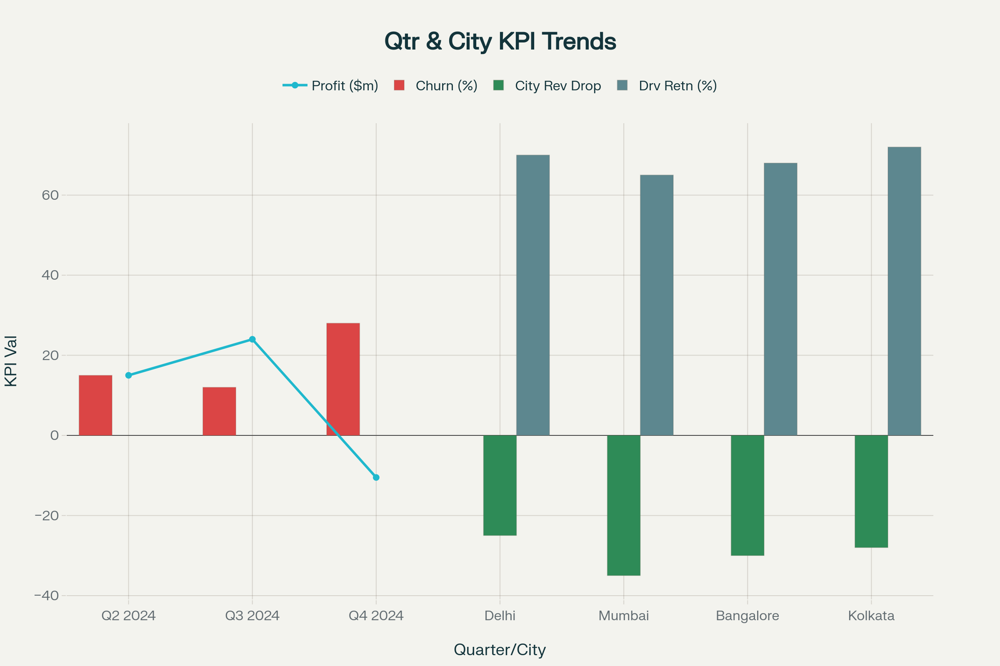 Qtr & City KPI Trends
Profit ($m) Churn (%) City Rev Drop Drv Retn (%)
KPI Val
60
40
20
0
−20
−40
Q2 2024 Q3 2024 Q4 2024 Delhi Mumbai Bangalore Kolkata
Quarter/City